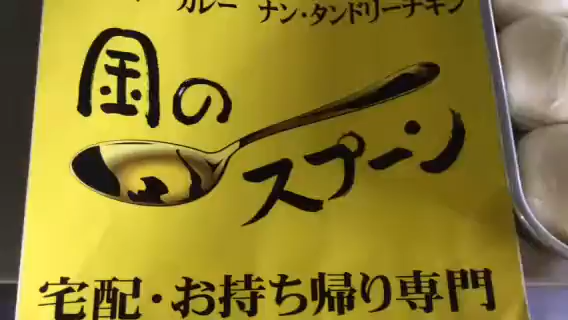 カレー ナン・タンドリーチキン
金の
スプーン
宅配・お持ち帰り専門